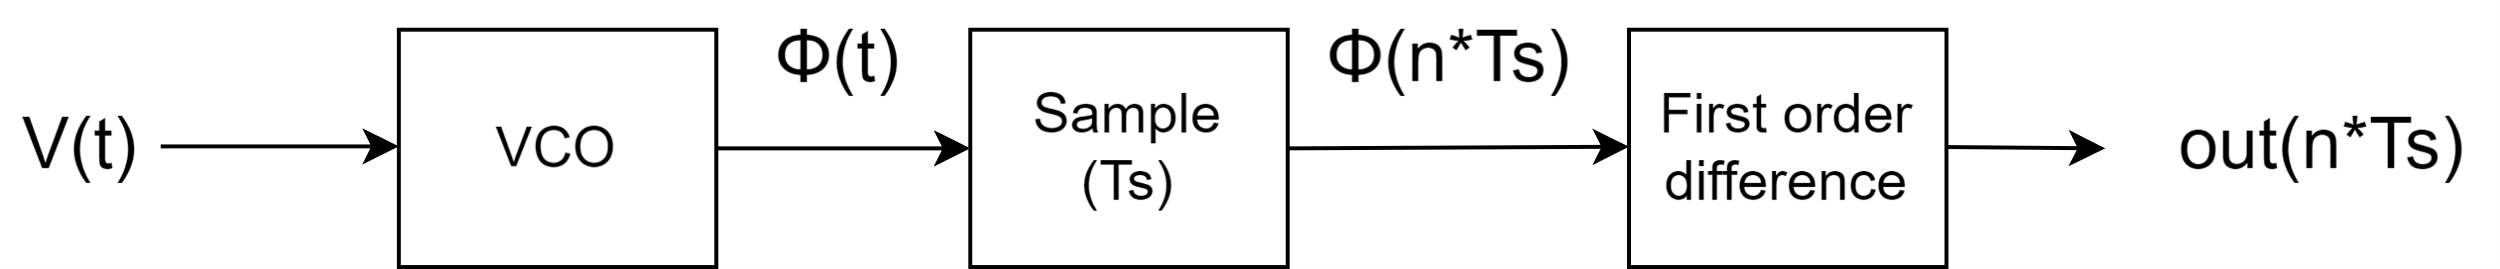 V(t)
VCO
Φ(t)
Sample
(Ts)
Φ(n*Ts)
First order
difference
out(n*Ts)